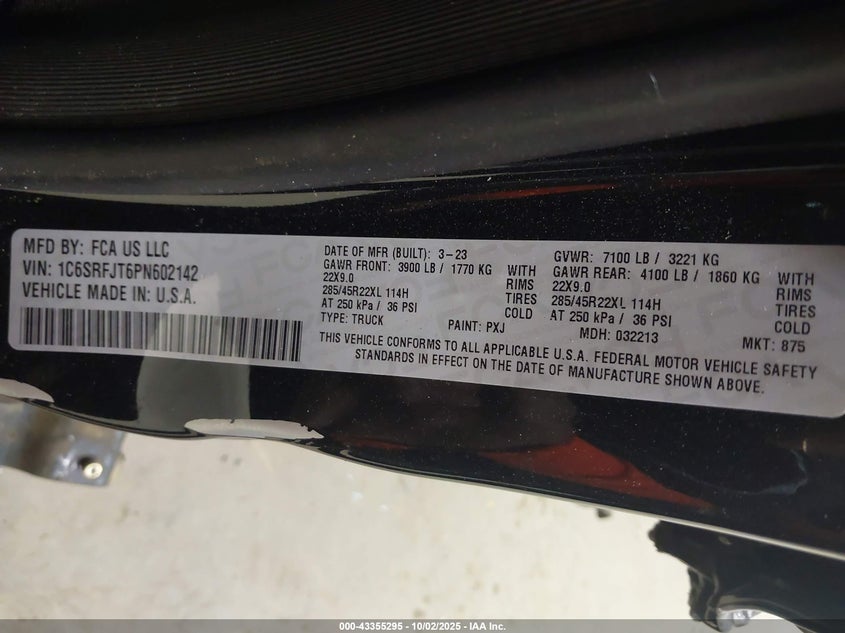 MFD BY: FCA US LLC
VIN: 1C6SRFJT6PN602142
VEHICLE MADE IN: U.S.A.
DATE OF MFR (BUILT): 3-23
GAWR FRONT: 3900 LB / 1770 KG WITH
22X9.0 RIMS
285/45R22XL 114H TIRES
AT 250 kPa / 36 PSI COLD
TYPE: TRUCK PAINT: PXJ
GVWR: 7100 LB / 3221 KG
GAWR REAR: 4100 LB / 1860 KG WITH
22X9.0 RIMS
285/45R22XL 114H TIRES
AT 250 kPa / 36 PSI COLD
MDH: 032213 MKT: 875
THIS VEHICLE CONFORMS TO ALL APPLICABLE U.S.A. FEDERAL MOTOR VEHICLE SAFETY
STANDARDS IN EFFECT ON THE DATE OF MANUFACTURE SHOWN ABOVE.
000-43355295 - 10/02/2025 - IAA Inc.